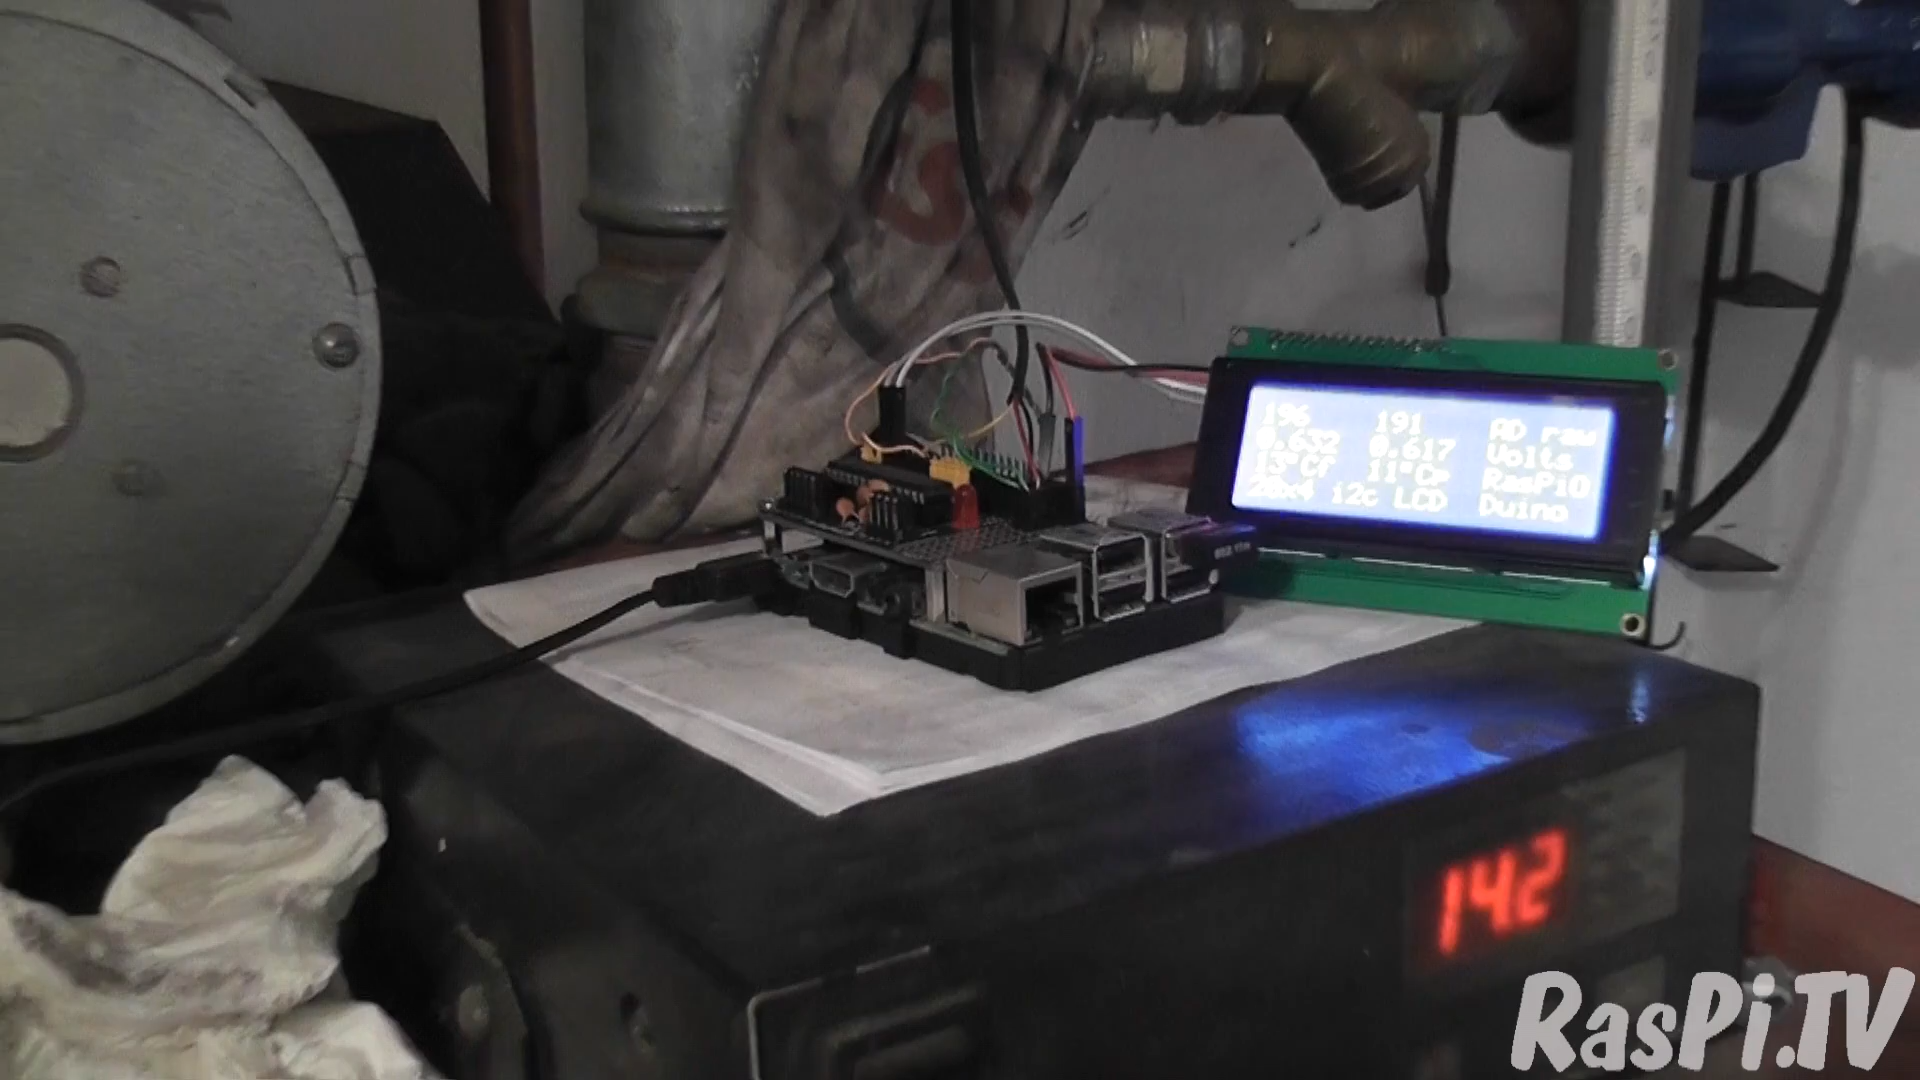 196 191 AD raw
0.632 0.617 Volts
13°Cf 11°Cp RasPiO
20x4 i2c LCD Duino
142
RasPi.TV